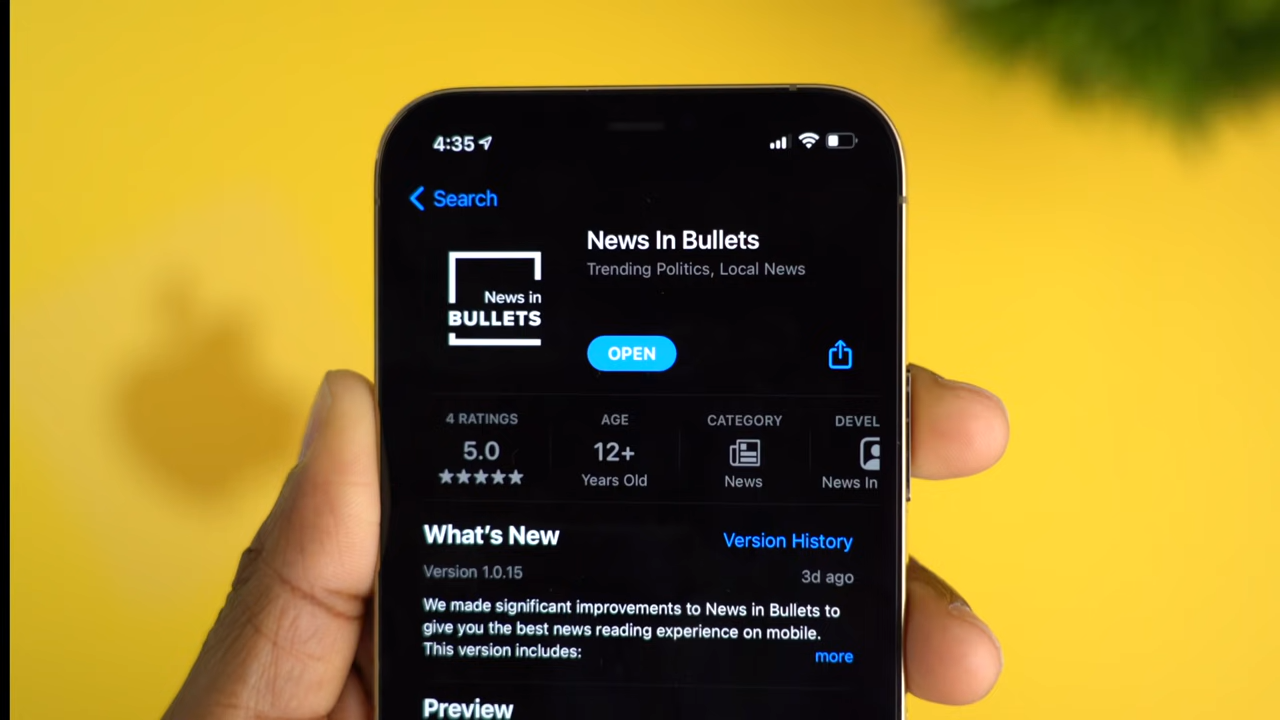 4:35
Search
News In Bullets
Trending Politics, Local News
News in
BULLETS
OPEN
4 RATINGS
AGE
CATEGORY
DEVEL
5.0
12+
Years Old
News
News In
What's New
Version History
Version 1.0.15
3d ago
We made significant improvements to News in Bullets to
give you the best news reading experience on mobile.
This version includes:
more
Preview